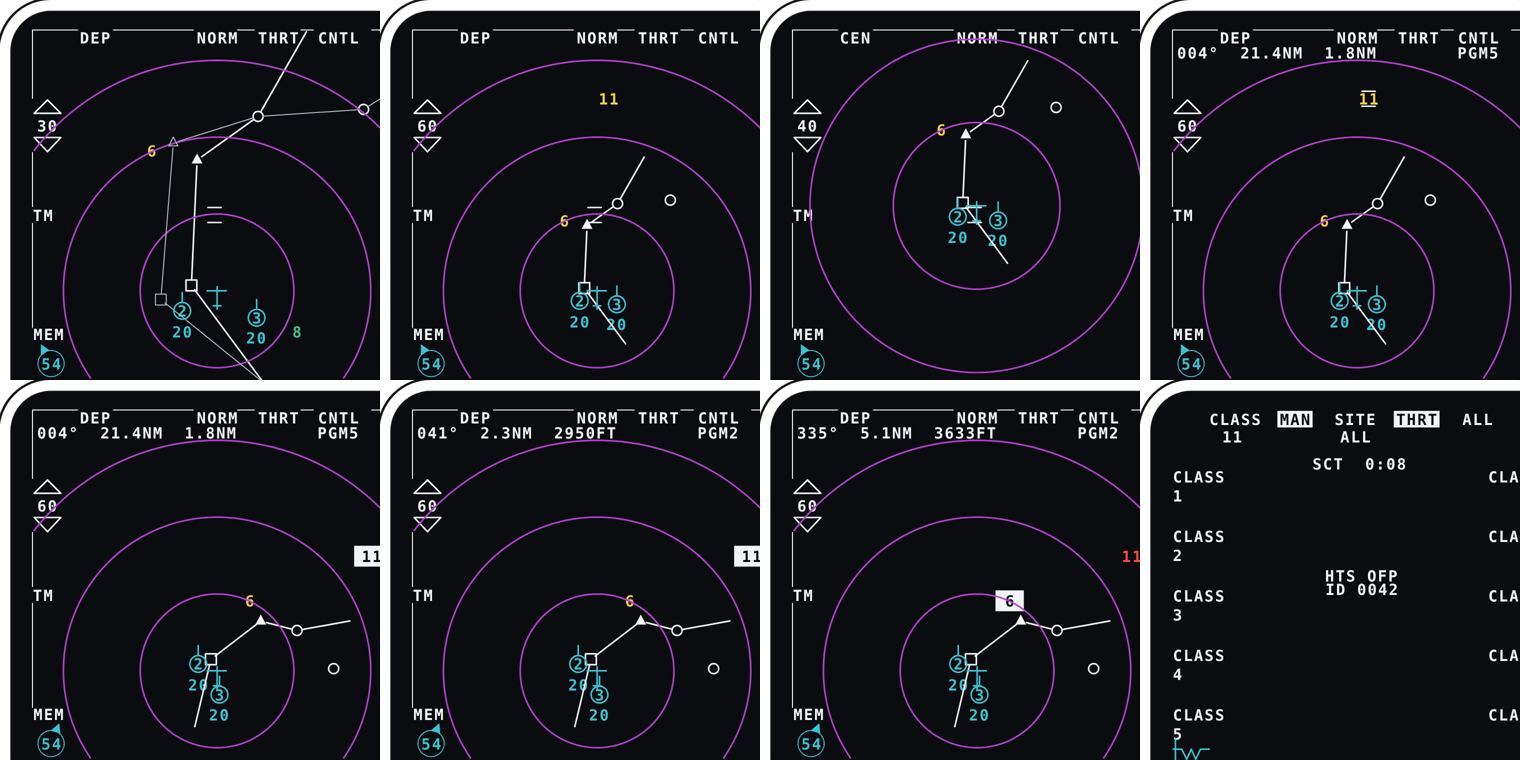 DEP NORM THRT CNTL
30
6
TM
2
20
3
20
8
MEM
54
DEP NORM THRT CNTL
11
60
6
TM
2
20
3
20
MEM
54
CEN NORM THRT CNTL
40
6
TM
2
20
3
20
MEM
54
DEP NORM THRT CNTL
004° 21.4NM 1.8NM PGM5
11
60
6
TM
2
20
3
20
MEM
54
DEP NORM THRT CNTL
004° 21.4NM 1.8NM PGM5
60
11
TM
6
2
20
3
20
MEM
54
DEP NORM THRT CNTL
041° 2.3NM 2950FT PGM2
60
11
TM
6
2
20
3
20
MEM
54
DEP NORM THRT CNTL
335° 5.1NM 3633FT PGM2
60
11
TM
6
2
20
3
20
MEM
54
CLASS MAN SITE THRT ALL
11 ALL
SCT 0:08
CLASS CLA
1
CLASS CLA
2
HTS OFP
ID 0042
CLASS CLA
3
CLASS CLA
4
CLASS CLA
5